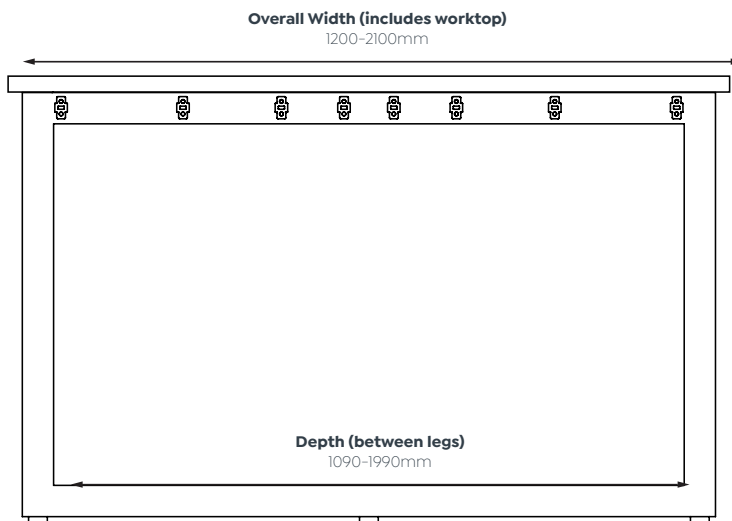 Overall Width (includes worktop)
1200-2100mm
Depth (between legs)
1090-1990mm